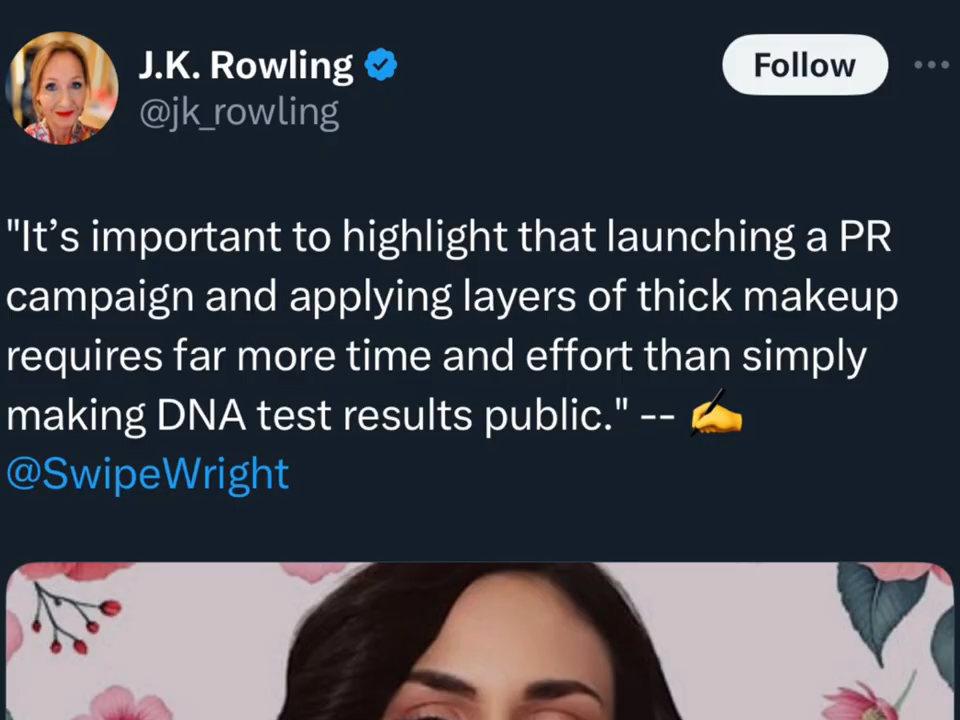 J.K. Rowling
Follow
@jk_rowling
"It’s important to highlight that launching a PR
campaign and applying layers of thick makeup
requires far more time and effort than simply
making DNA test results public." -- ✍️
@SwipeWright